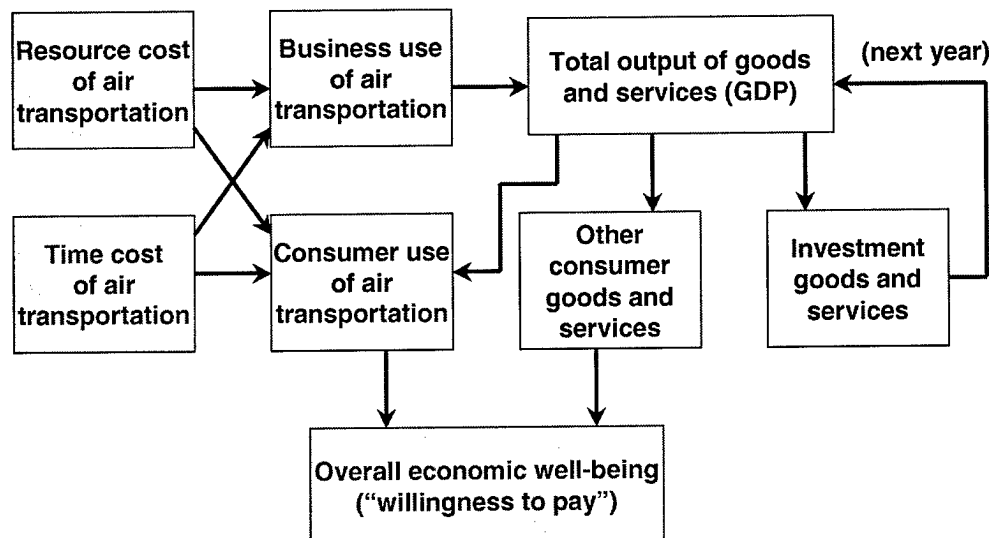 Resource cost
of air
transportation
Business use
of air
transportation
Total output of goods
and services (GDP)
(next year)
Time cost
of air
transportation
Consumer use
of air
transportation
Other
consumer
goods and
services
Investment
goods and
services
Overall economic well-being
(“willingness to pay”)